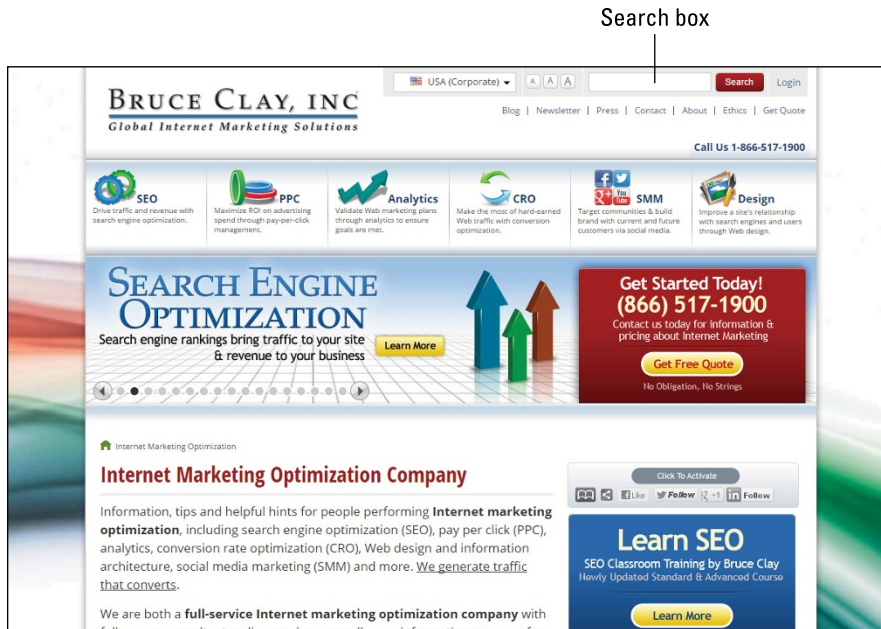 Search box
BRUCE CLAY, INC
Global Internet Marketing Solutions
USA (Corporate)
A A A
Search
Login
Blog | Newsletter | Press | Contact | About | Ethics | Get Quote
Call Us 1-866-517-1900
SEO
Drive traffic and revenue with
search engine optimization.
PPC
Maximize ROI on advertising
spend through pay-per-click
management.
Analytics
Validate Web marketing plans
through analytics to ensure
goals are met.
CRO
Make the most of hard-earned
Web traffic with conversion
optimization.
You
Tube
SMM
Target communities & build
brand with current and future
customers via social media.
Design
Improve a site's relationship
with search engines and users
through Web design.
SEARCH ENGINE
OPTIMIZATION
Search engine rankings bring traffic to your site
& revenue to your business
Learn More
Get Started Today!
(866) 517-1900
Contact us today for information &
pricing about Internet Marketing
Get Free Quote
No Obligation, No Strings
Internet Marketing Optimization
Internet Marketing Optimization Company
Information, tips and helpful hints for people performing Internet marketing
optimization, including search engine optimization (SEO), pay per click (PPC),
analytics, conversion rate optimization (CRO), Web design and information
architecture, social media marketing (SMM) and more. We generate traffic
that converts.
We are both a full-service Internet marketing optimization company with
Click To Activate
Like Follow +1 in Follow
Learn SEO
SEO Classroom Training by Bruce Clay
Newly Updated Standard & Advanced Course
Learn More